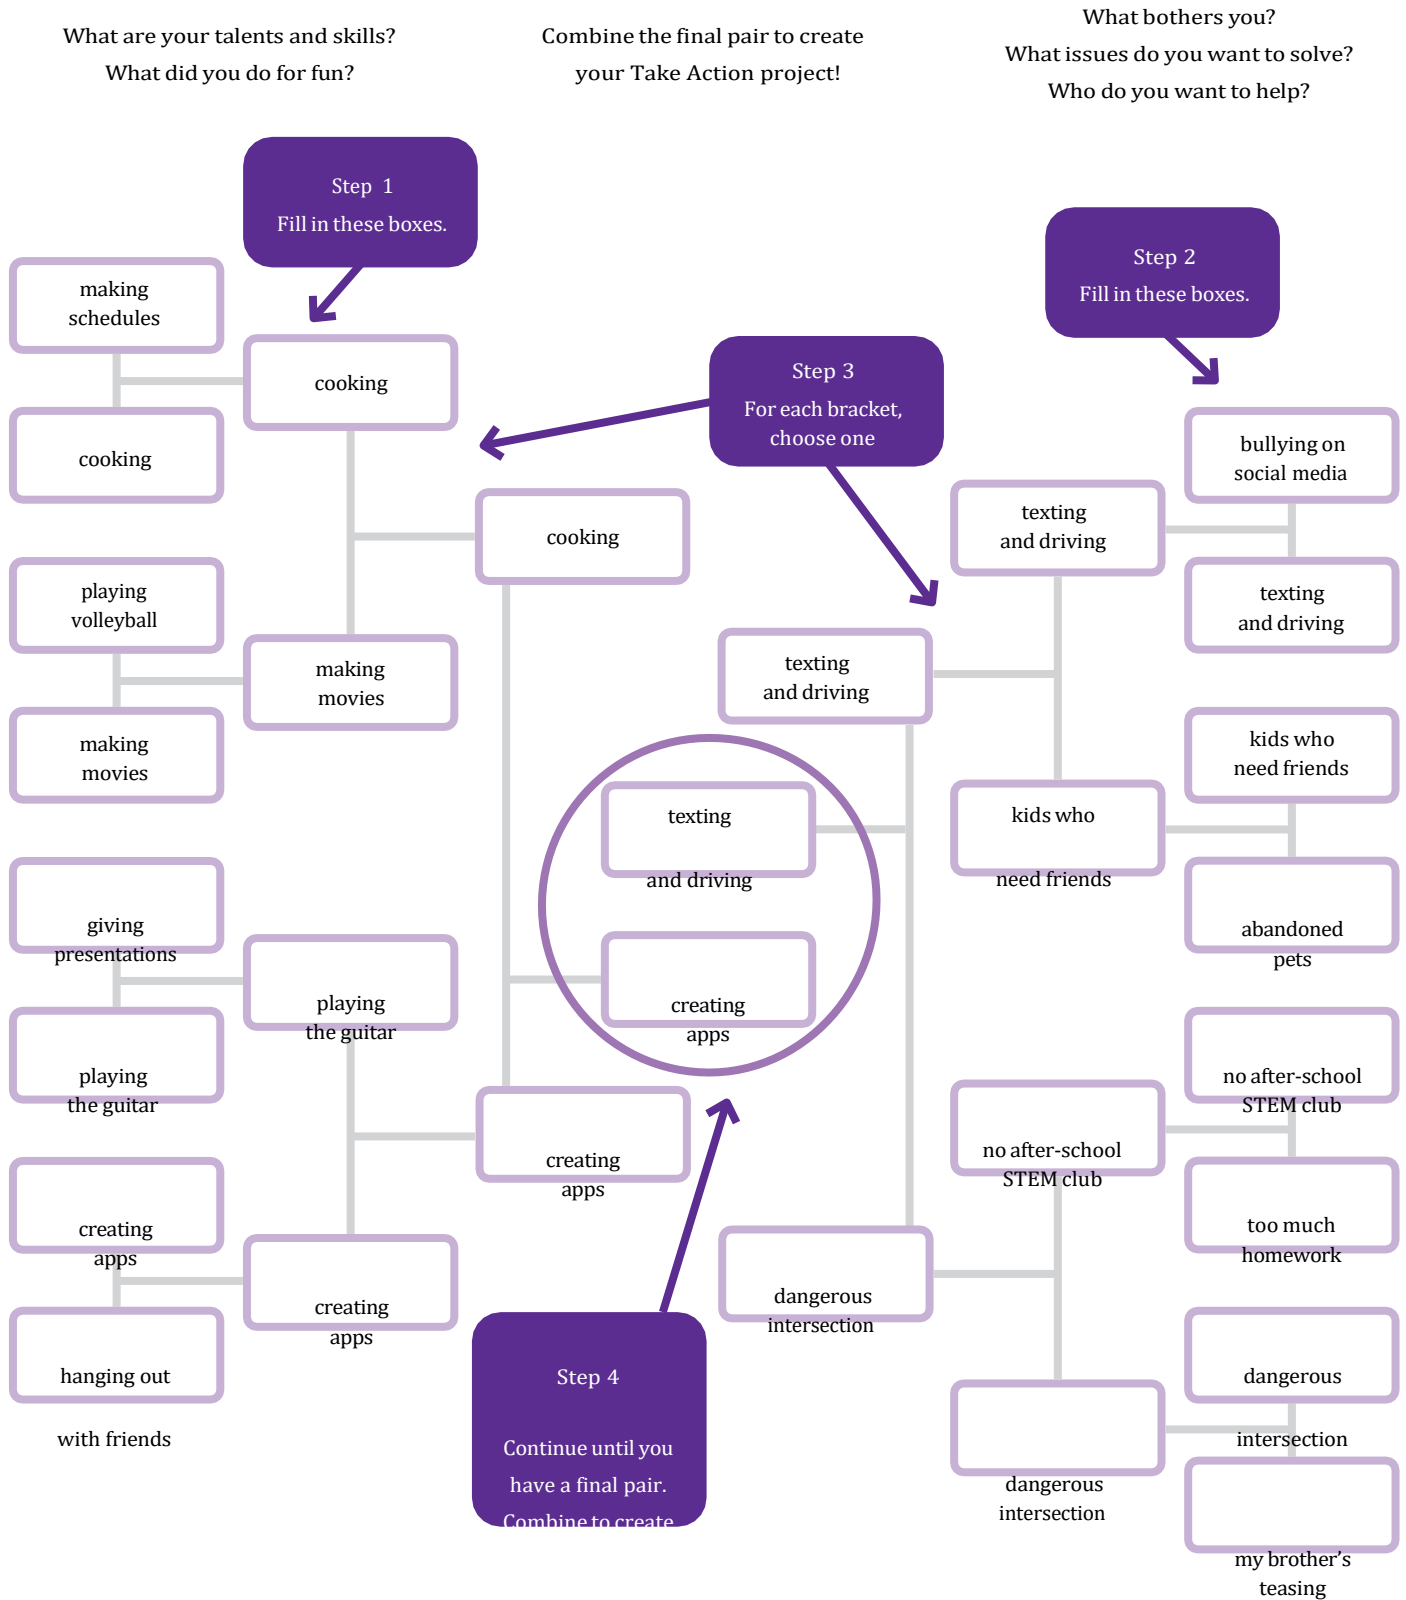 What are your talents and skills?
What did you do for fun?
Combine the final pair to create
your Take Action project!
What bothers you?
What issues do you want to solve?
Who do you want to help?
Step 1
Fill in these boxes.
making
schedules
cooking
cooking
playing
volleyball
making
movies
making
movies
cooking
giving
presentations
playing
the guitar
playing
the guitar
creating
apps
hanging out
with friends
creating
apps
creating
apps
Step 3
For each bracket,
choose one
texting
and driving
creating
apps
Step 4
Continue until you
have a final pair.
Combine to create
Step 2
Fill in these boxes.
bullying on
social media
texting
and driving
texting
and driving
texting
and driving
kids who
need friends
kids who
need friends
abandoned
pets
no after-school
STEM club
no after-school
STEM club
too much
homework
dangerous
intersection
dangerous
intersection
dangerous
intersection
my brother’s
teasing